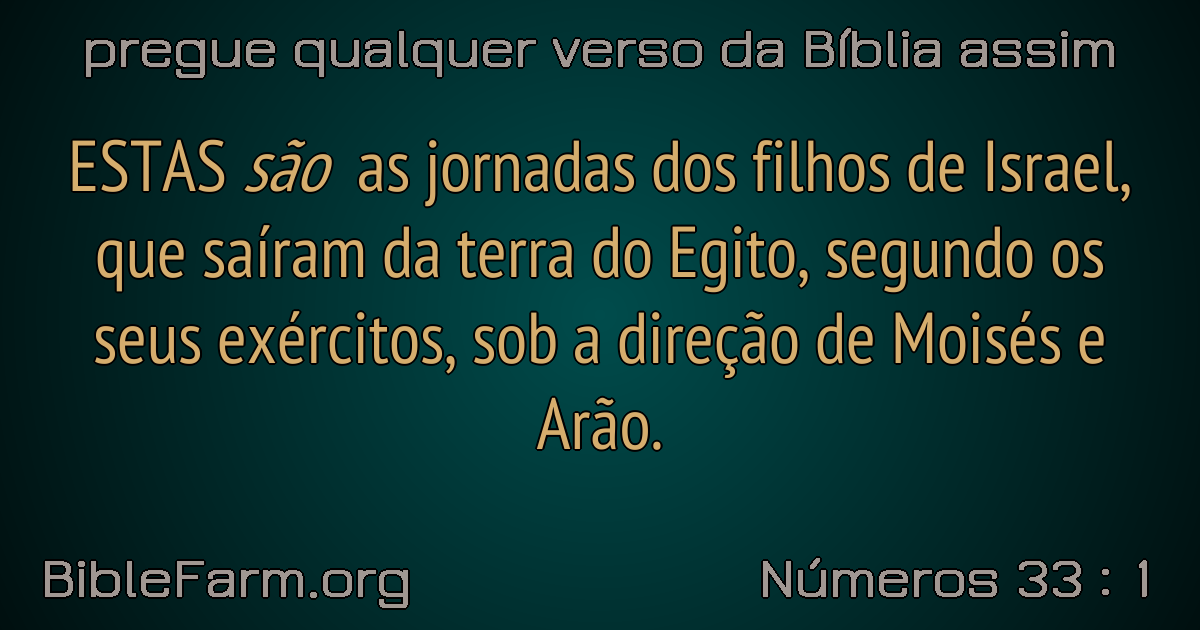 pregue qualquer verso da Bíblia assim
ESTAS são as jornadas dos filhos de Israel,
que saíram da terra do Egito, segundo os
seus exércitos, sob a direção de Moisés e
Arão.
BibleFarm.org
Números 33 : 1